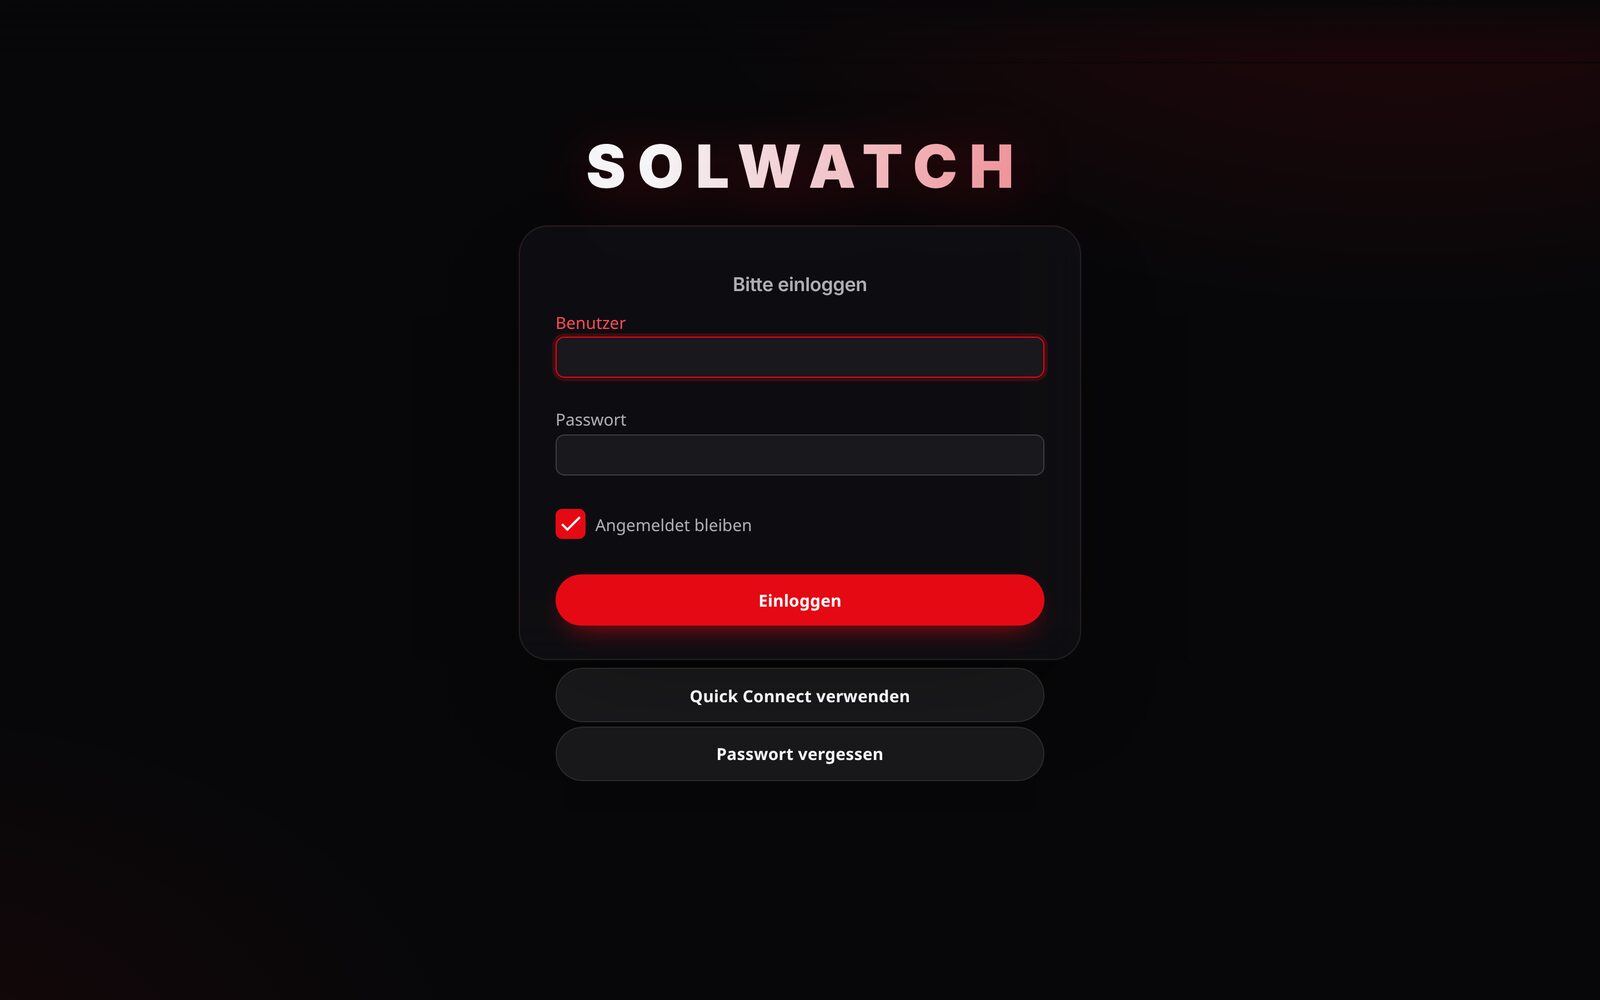 SOLWATCH
Bitte einloggen
Benutzer
Passwort
Angemeldet bleiben
Einloggen
Quick Connect verwenden
Passwort vergessen